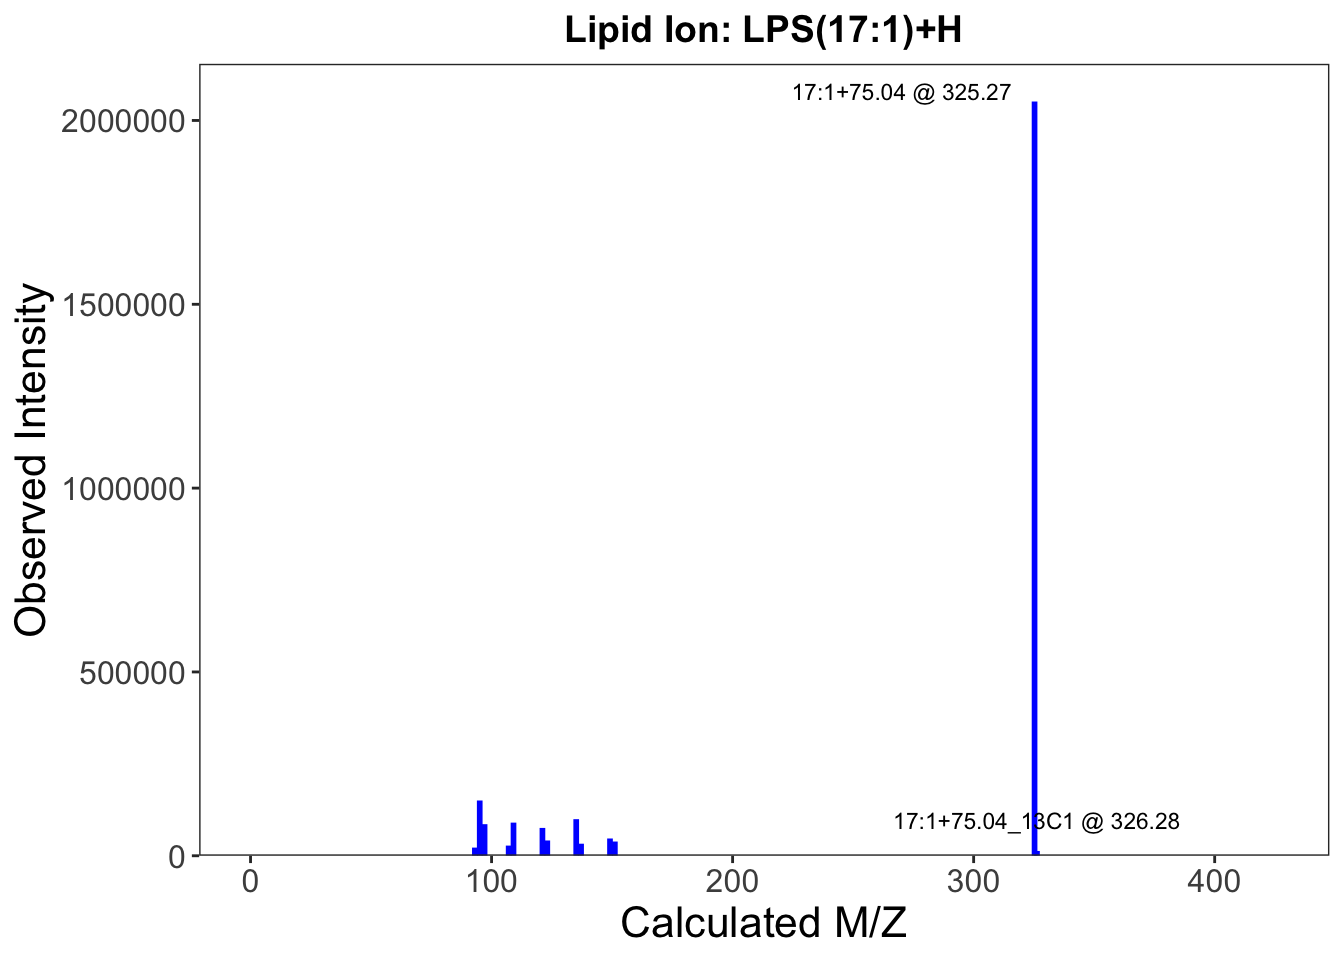 Lipid Ion: LPS(17:1)+H
17:1+75.04 @ 325.27
2000000
1500000
1000000
500000
0
Observed Intensity
17:1+75.04_13C1 @ 326.28
0 100 200 300 400
Calculated M/Z